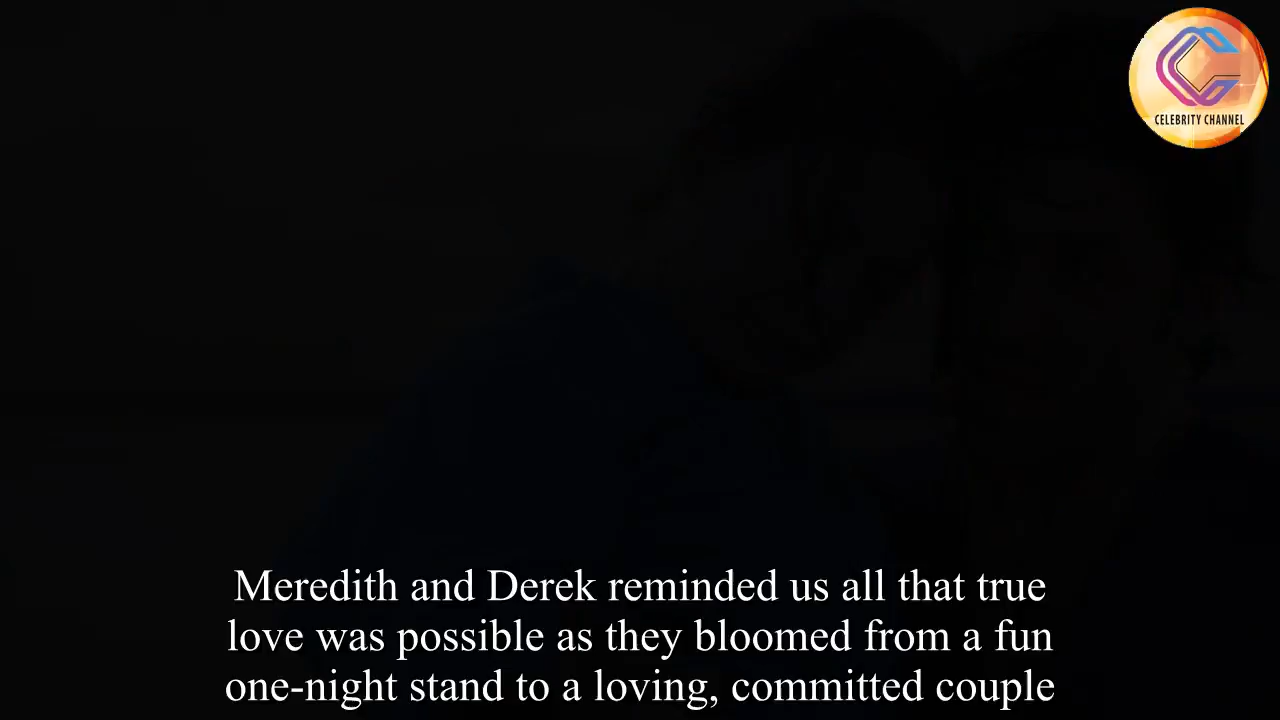 CELEBRITY CHANNEL
Meredith and Derek reminded us all that true
love was possible as they bloomed from a fun
one-night stand to a loving, committed couple